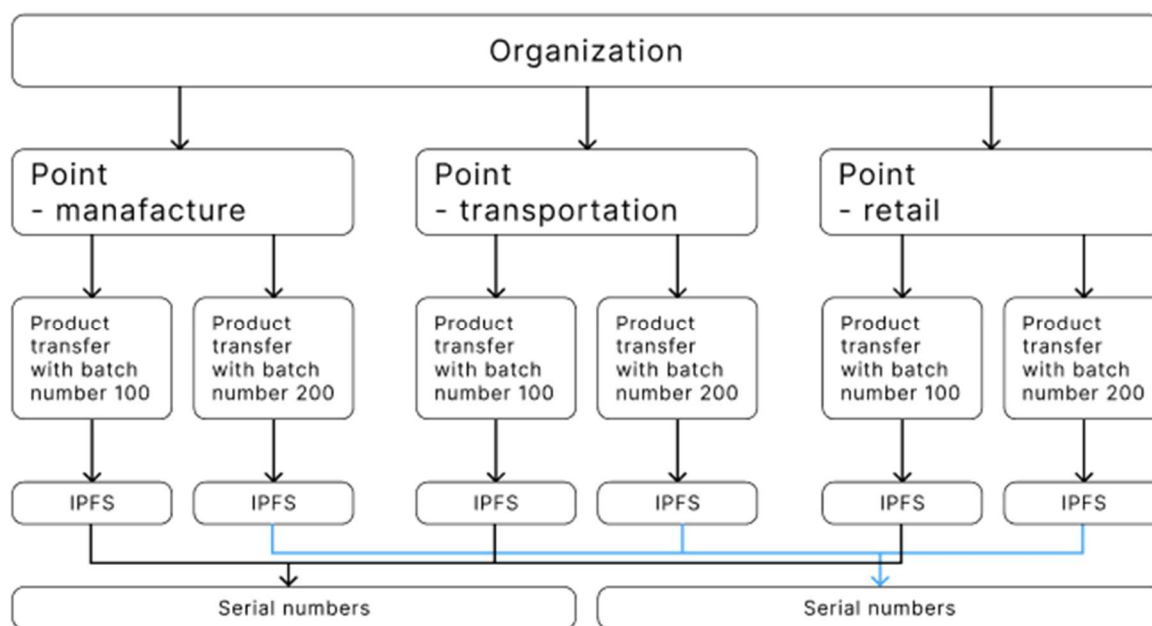 Organization
Point
- manafacture
Point
- transportation
Point
- retail
Product
transfer
with batch
number 100
Product
transfer
with batch
number 200
Product
transfer
with batch
number 100
Product
transfer
with batch
number 200
Product
transfer
with batch
number 100
Product
transfer
with batch
number 200
IPFS
IPFS
IPFS
IPFS
IPFS
IPFS
Serial numbers
Serial numbers